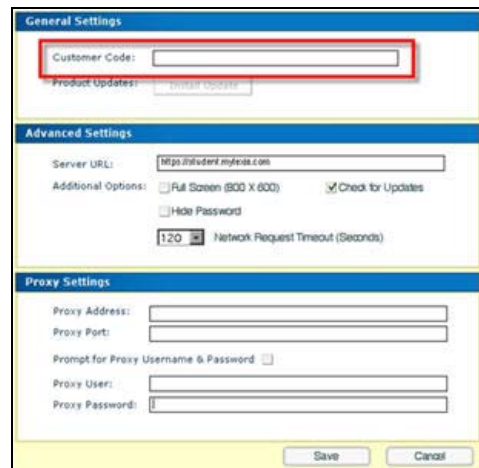 General Settings
Customer Code:
Product Updates: Install Update
Advanced Settings
Server URL: https://student.mylexia.com
Additional Options: Full Screen (800 X 600) Check for Updates
Hide Password
120 Network Request Timeout (Seconds)
Proxy Settings
Proxy Address:
Proxy Port:
Prompt for Proxy Username & Password
Proxy User:
Proxy Password:
Save Cancel